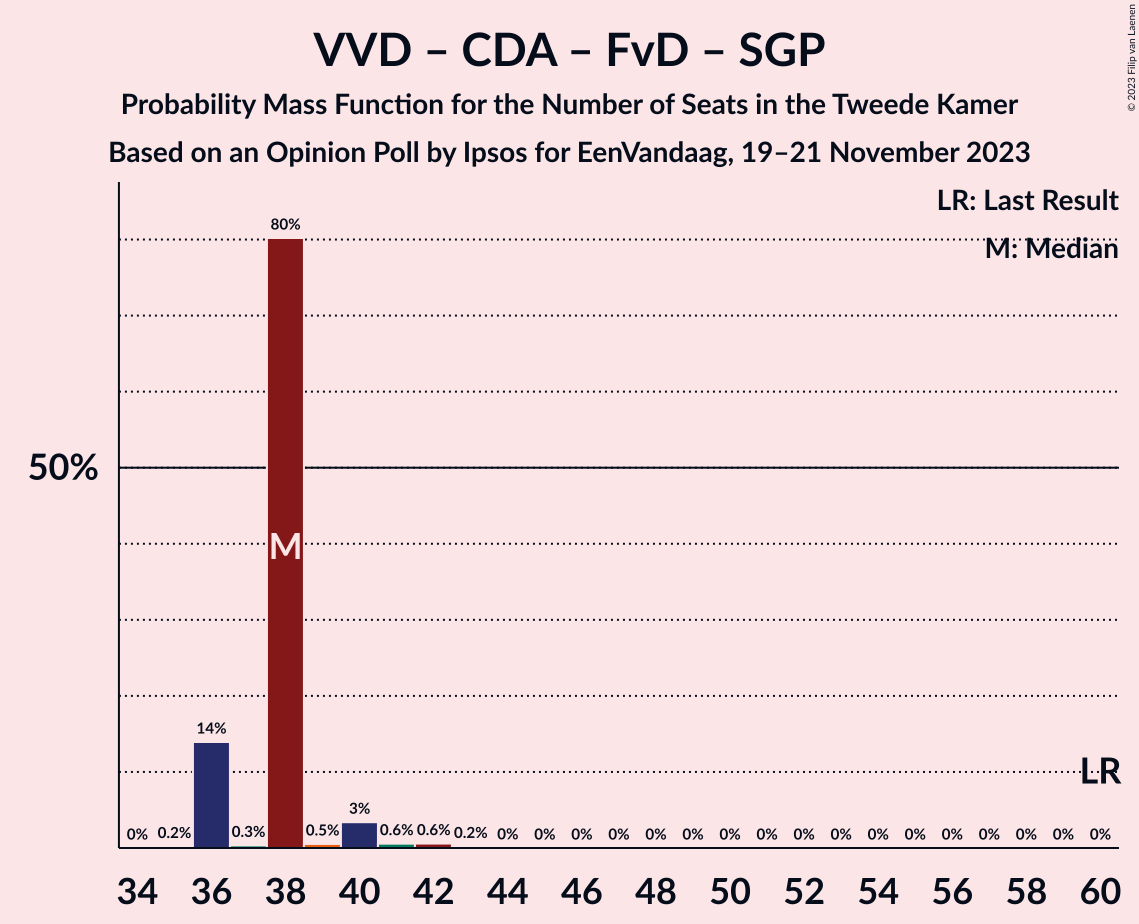 VVD – CDA – FvD – SGP
Probability Mass Function for the Number of Seats in the Tweede Kamer
Based on an Opinion Poll by Ipsos for EenVandaag, 19–21 November 2023
© 2023 Filip van Laenen
LR: Last Result
M: Median
80%
50%
M
14%
LR
3%
0% 0.2% 0.3% 0.5% 0.6% 0.6% 0.2% 0% 0% 0% 0% 0% 0% 0% 0% 0% 0% 0% 0% 0% 0% 0% 0% 0%
34 36 38 40 42 44 46 48 50 52 54 56 58 60